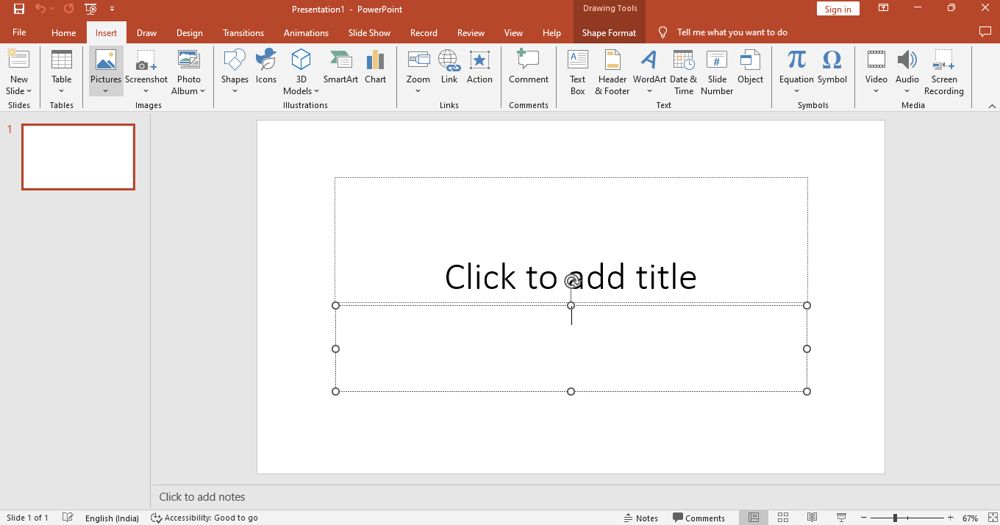 Presentation1 - PowerPoint
Drawing Tools
Sign in
File Home Insert Draw Design Transitions Animations Slide Show Record Review View Help Shape Format Tell me what you want to do
New Slide
Table
Pictures
Screenshot
Photo Album
Shapes
Icons
3D Models
SmartArt
Chart
Zoom
Link
Action
Comment
Text Box
Header & Footer
WordArt
Date & Time
Slide Number
Object
Equation
Symbol
Video
Audio
Screen Recording
Slides Tables Images Illustrations Links Comments Text Symbols Media
1
Click to add title
Click to add notes
Slide 1 of 1 English (India) Accessibility: Good to go Notes Comments 67%